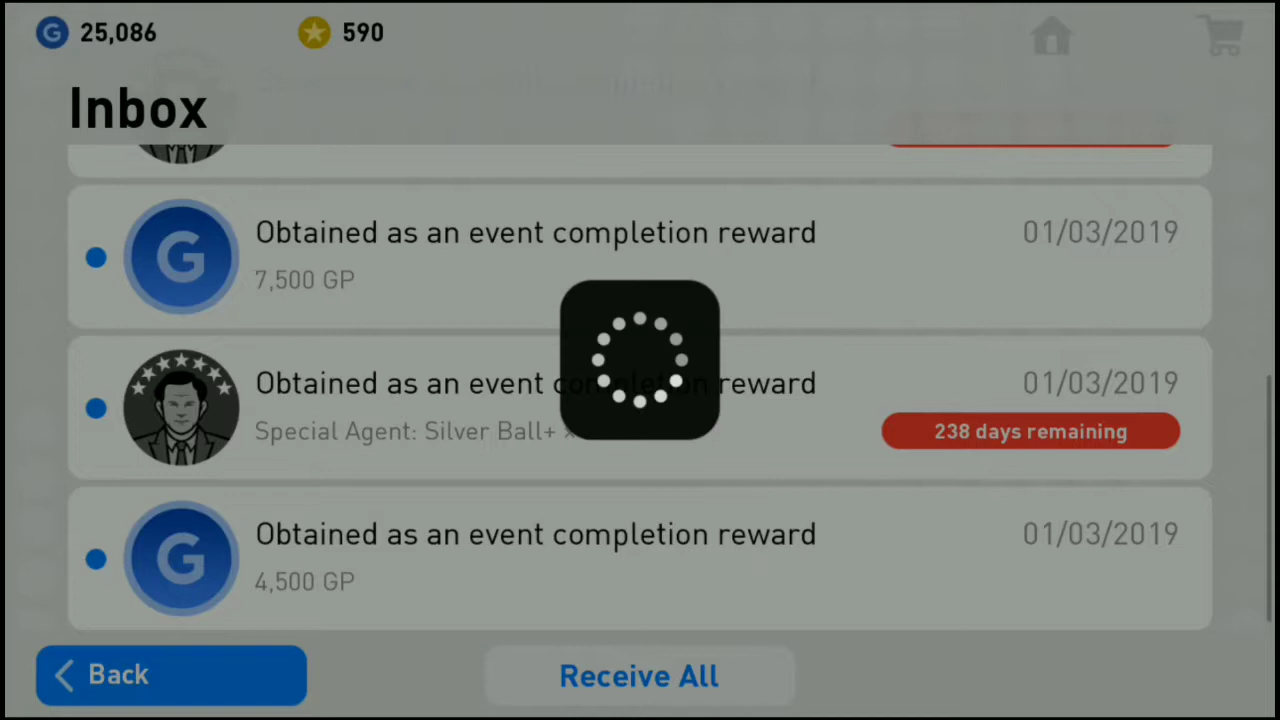 25,086
590
Inbox
Obtained as an event completion reward
01/03/2019
7,500 GP
Obtained as an event completion reward
01/03/2019
Special Agent: Silver Ball+ ×
238 days remaining
Obtained as an event completion reward
01/03/2019
4,500 GP
Back
Receive All